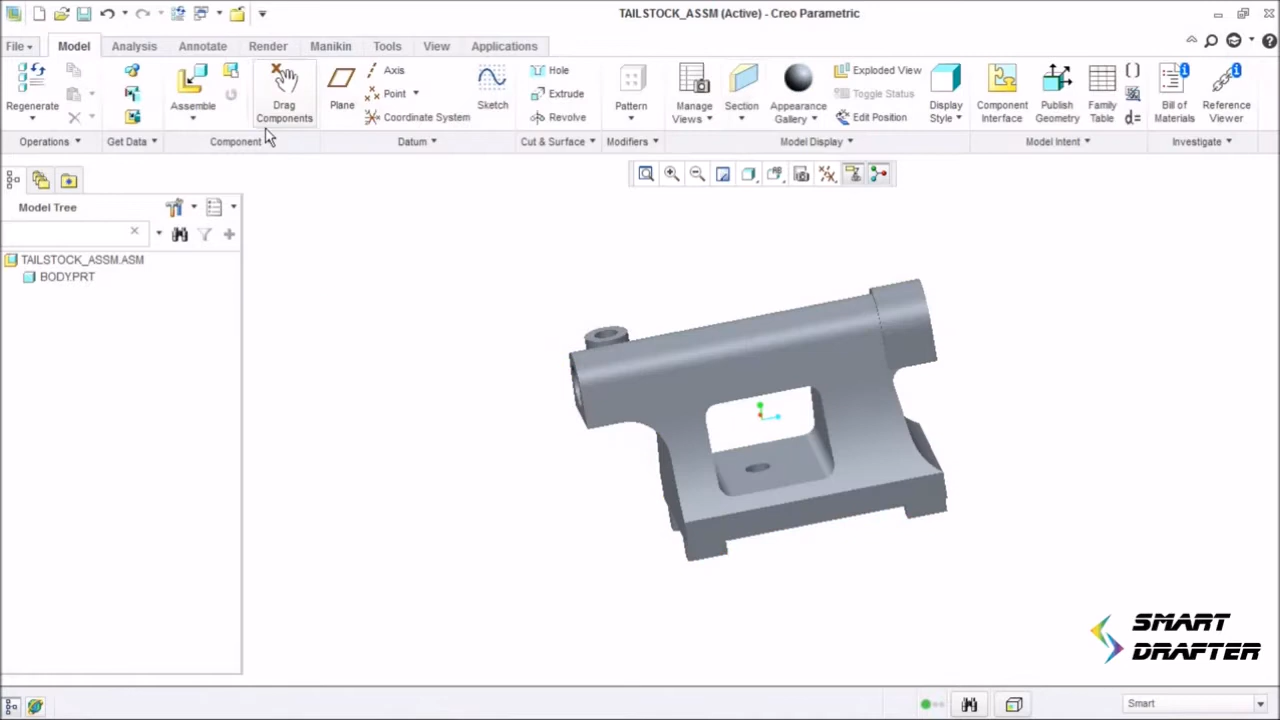 TAILSTOCK_ASSM (Active) - Creo Parametric
File
Model
Analysis
Annotate
Render
Manikin
Tools
View
Applications
Regenerate
Assemble
Drag
Components
Plane
Axis
Point
Coordinate System
Sketch
Hole
Extrude
Revolve
Pattern
Manage
Views
Section
Appearance
Gallery
Exploded View
Toggle Status
Edit Position
Display
Style
Component
Interface
Publish
Geometry
Family
Table
d=
Bill of
Materials
Reference
Viewer
Operations
Get Data
Component
Datum
Cut & Surface
Modifiers
Model Display
Model Intent
Investigate
Model Tree
TAILSTOCK_ASSM.ASM
BODY.PRT
SMART
DRAFTER
Smart